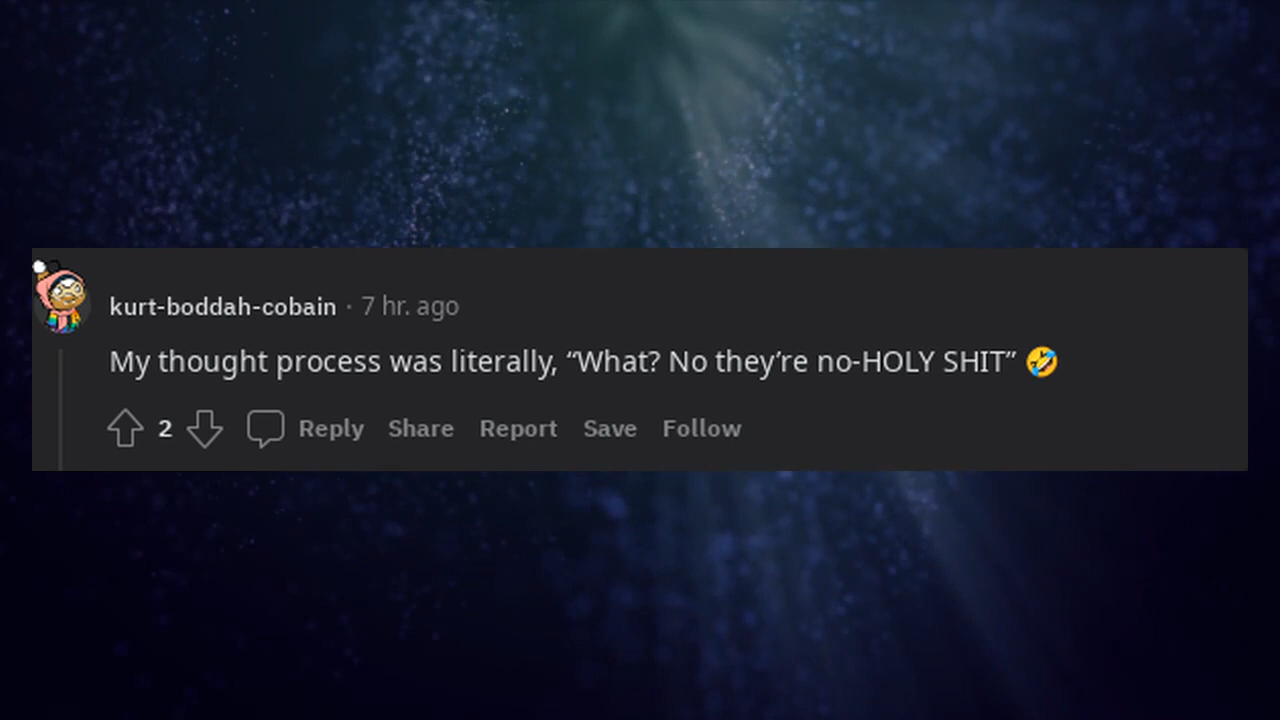 kurt-boddah-cobain · 7 hr. ago
My thought process was literally, “What? No they’re no-HOLY SHIT” 🤣
2 Reply Share Report Save Follow